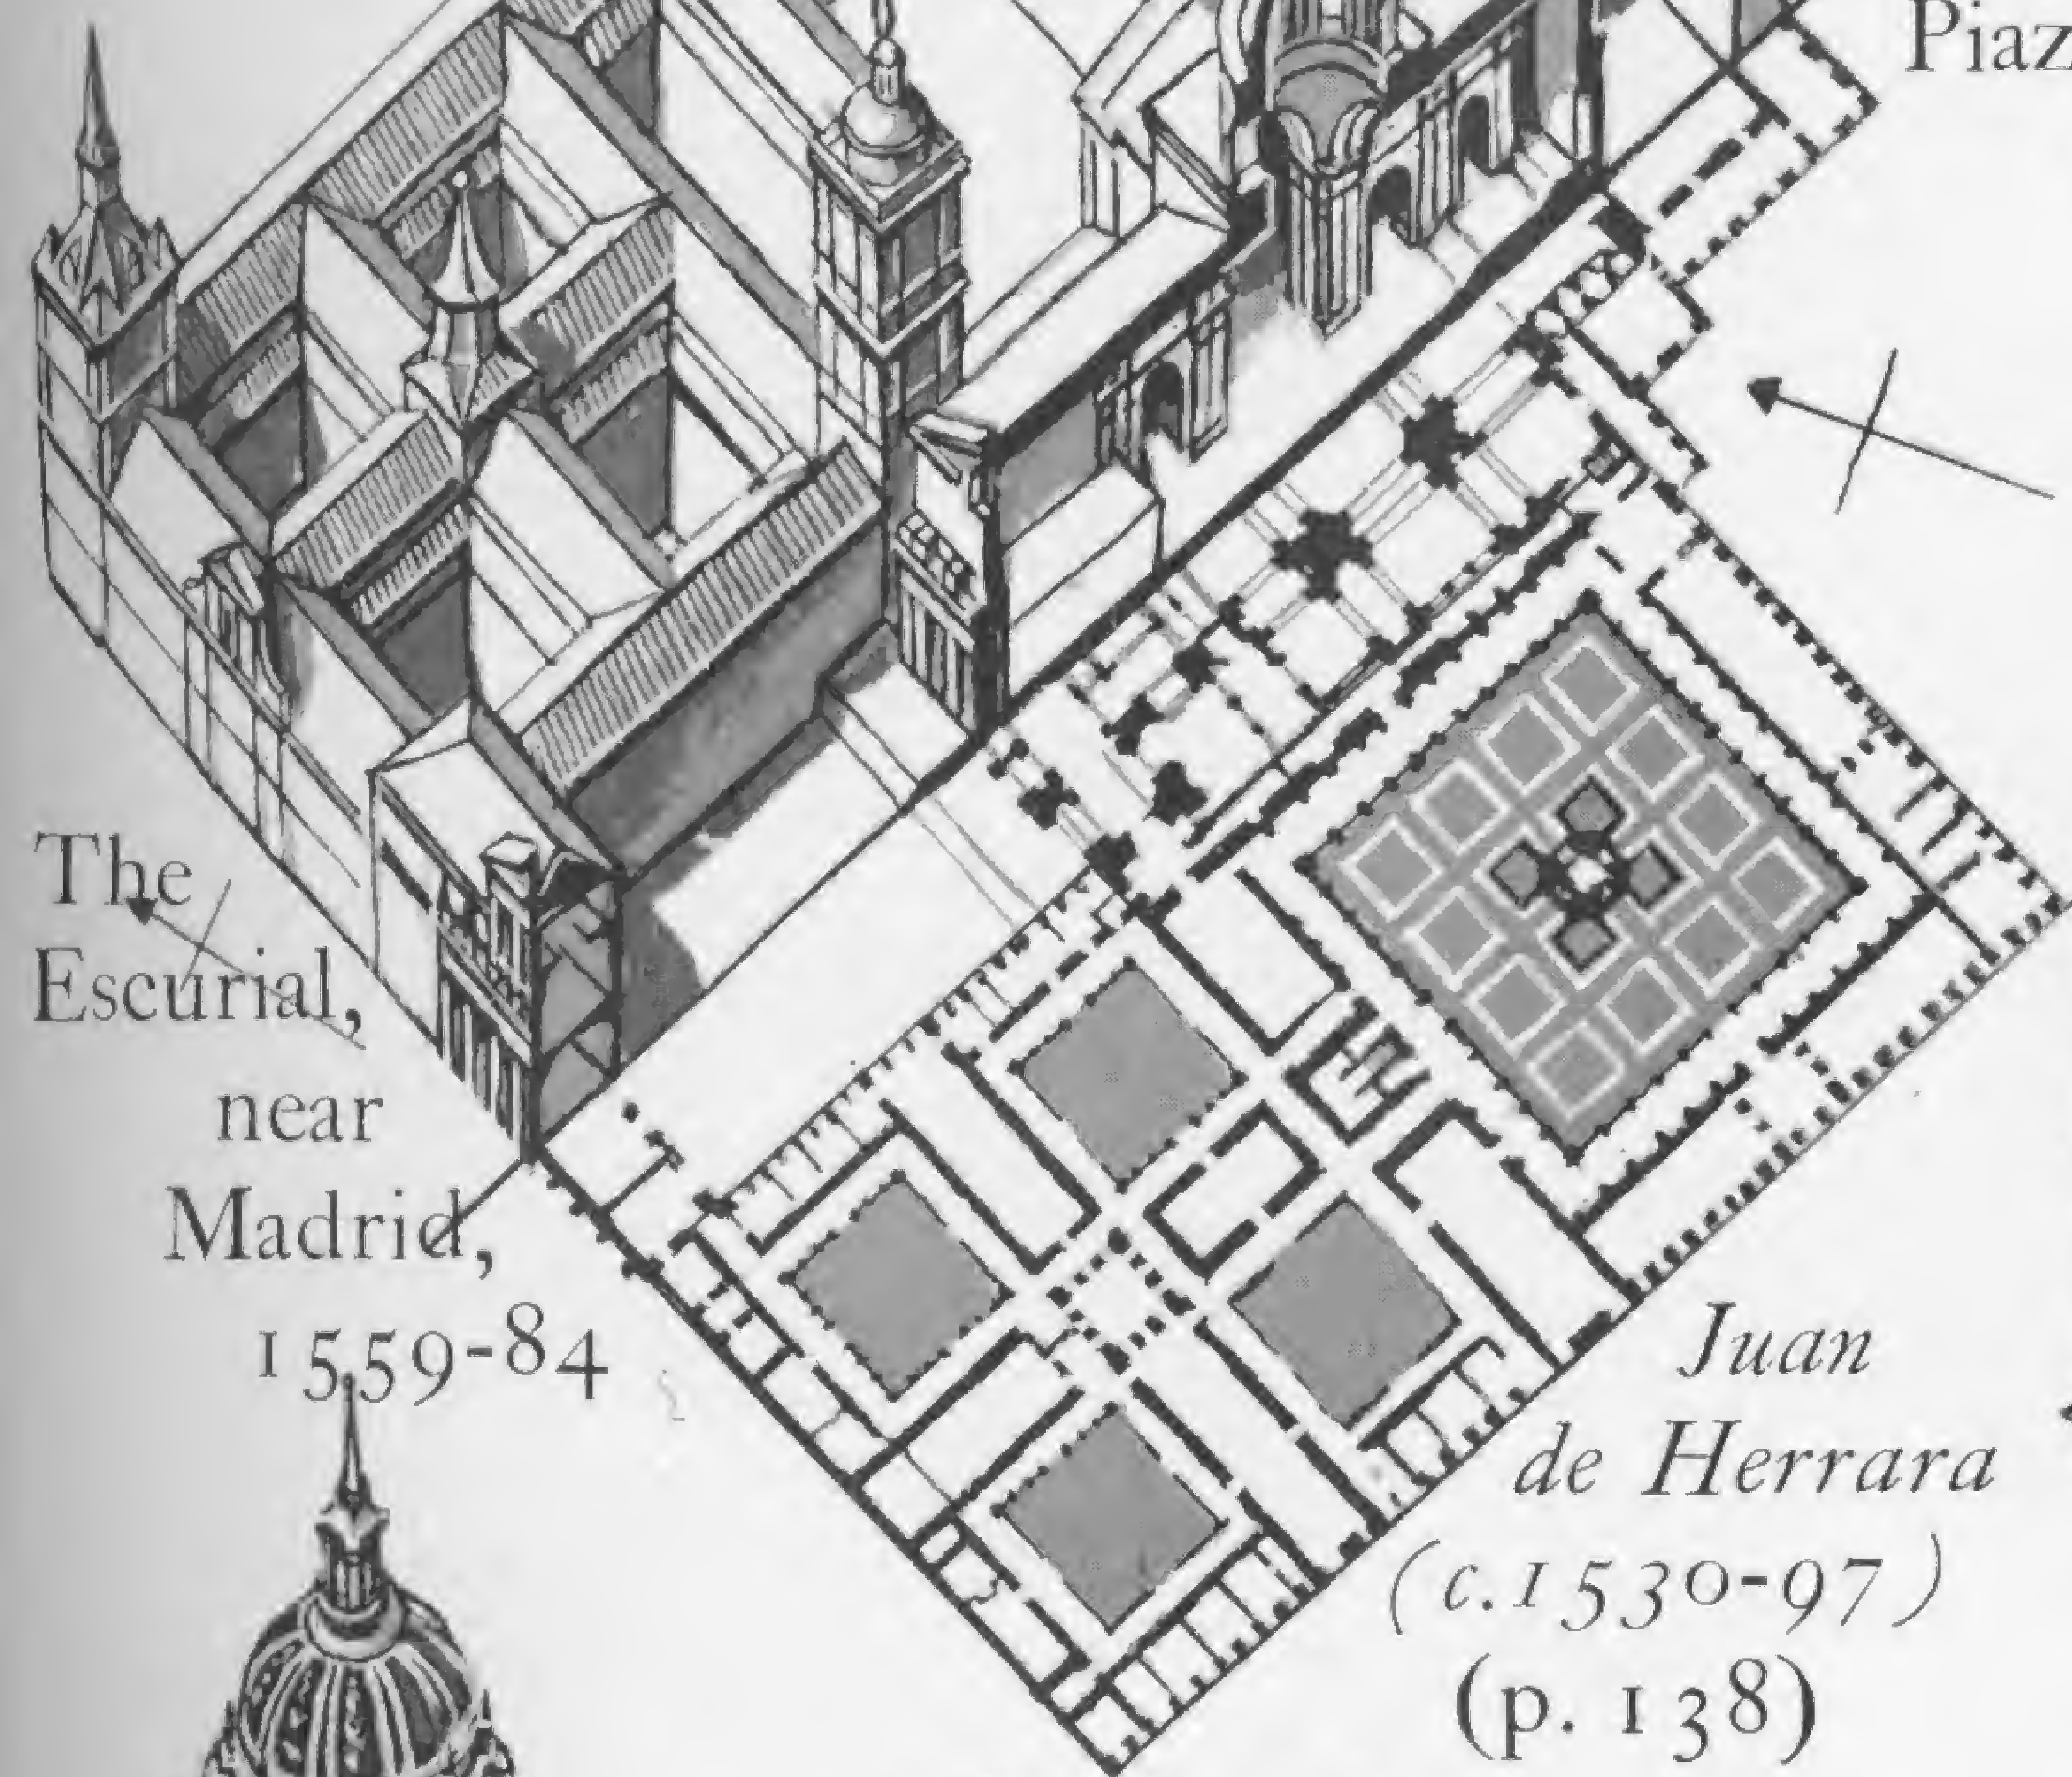 Piaz
The
Escurial,
near
Madrid,
1559-84
Juan
de Herrara
(c.1530-97)
(p. 138)